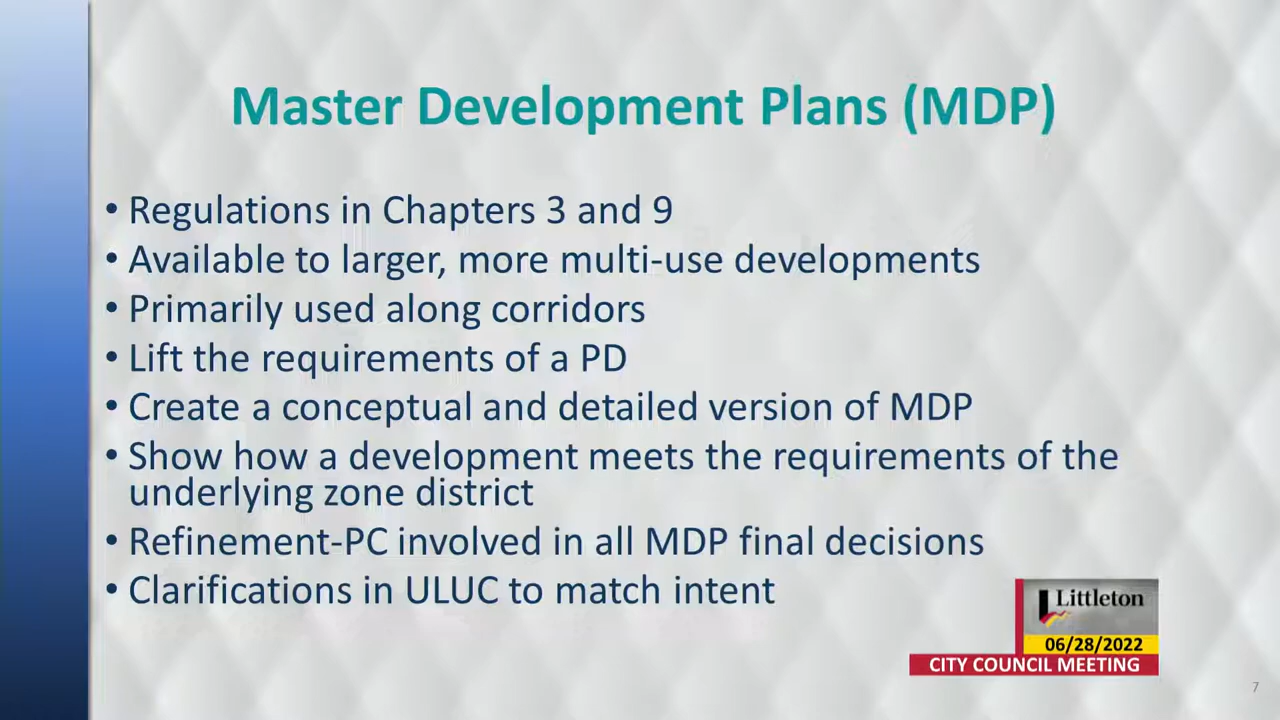 Master Development Plans (MDP)
• Regulations in Chapters 3 and 9
• Available to larger, more multi-use developments
• Primarily used along corridors
• Lift the requirements of a PD
• Create a conceptual and detailed version of MDP
• Show how a development meets the requirements of the
underlying zone district
• Refinement-PC involved in all MDP final decisions
• Clarifications in ULUC to match intent
Littleton
06/28/2022
CITY COUNCIL MEETING
7